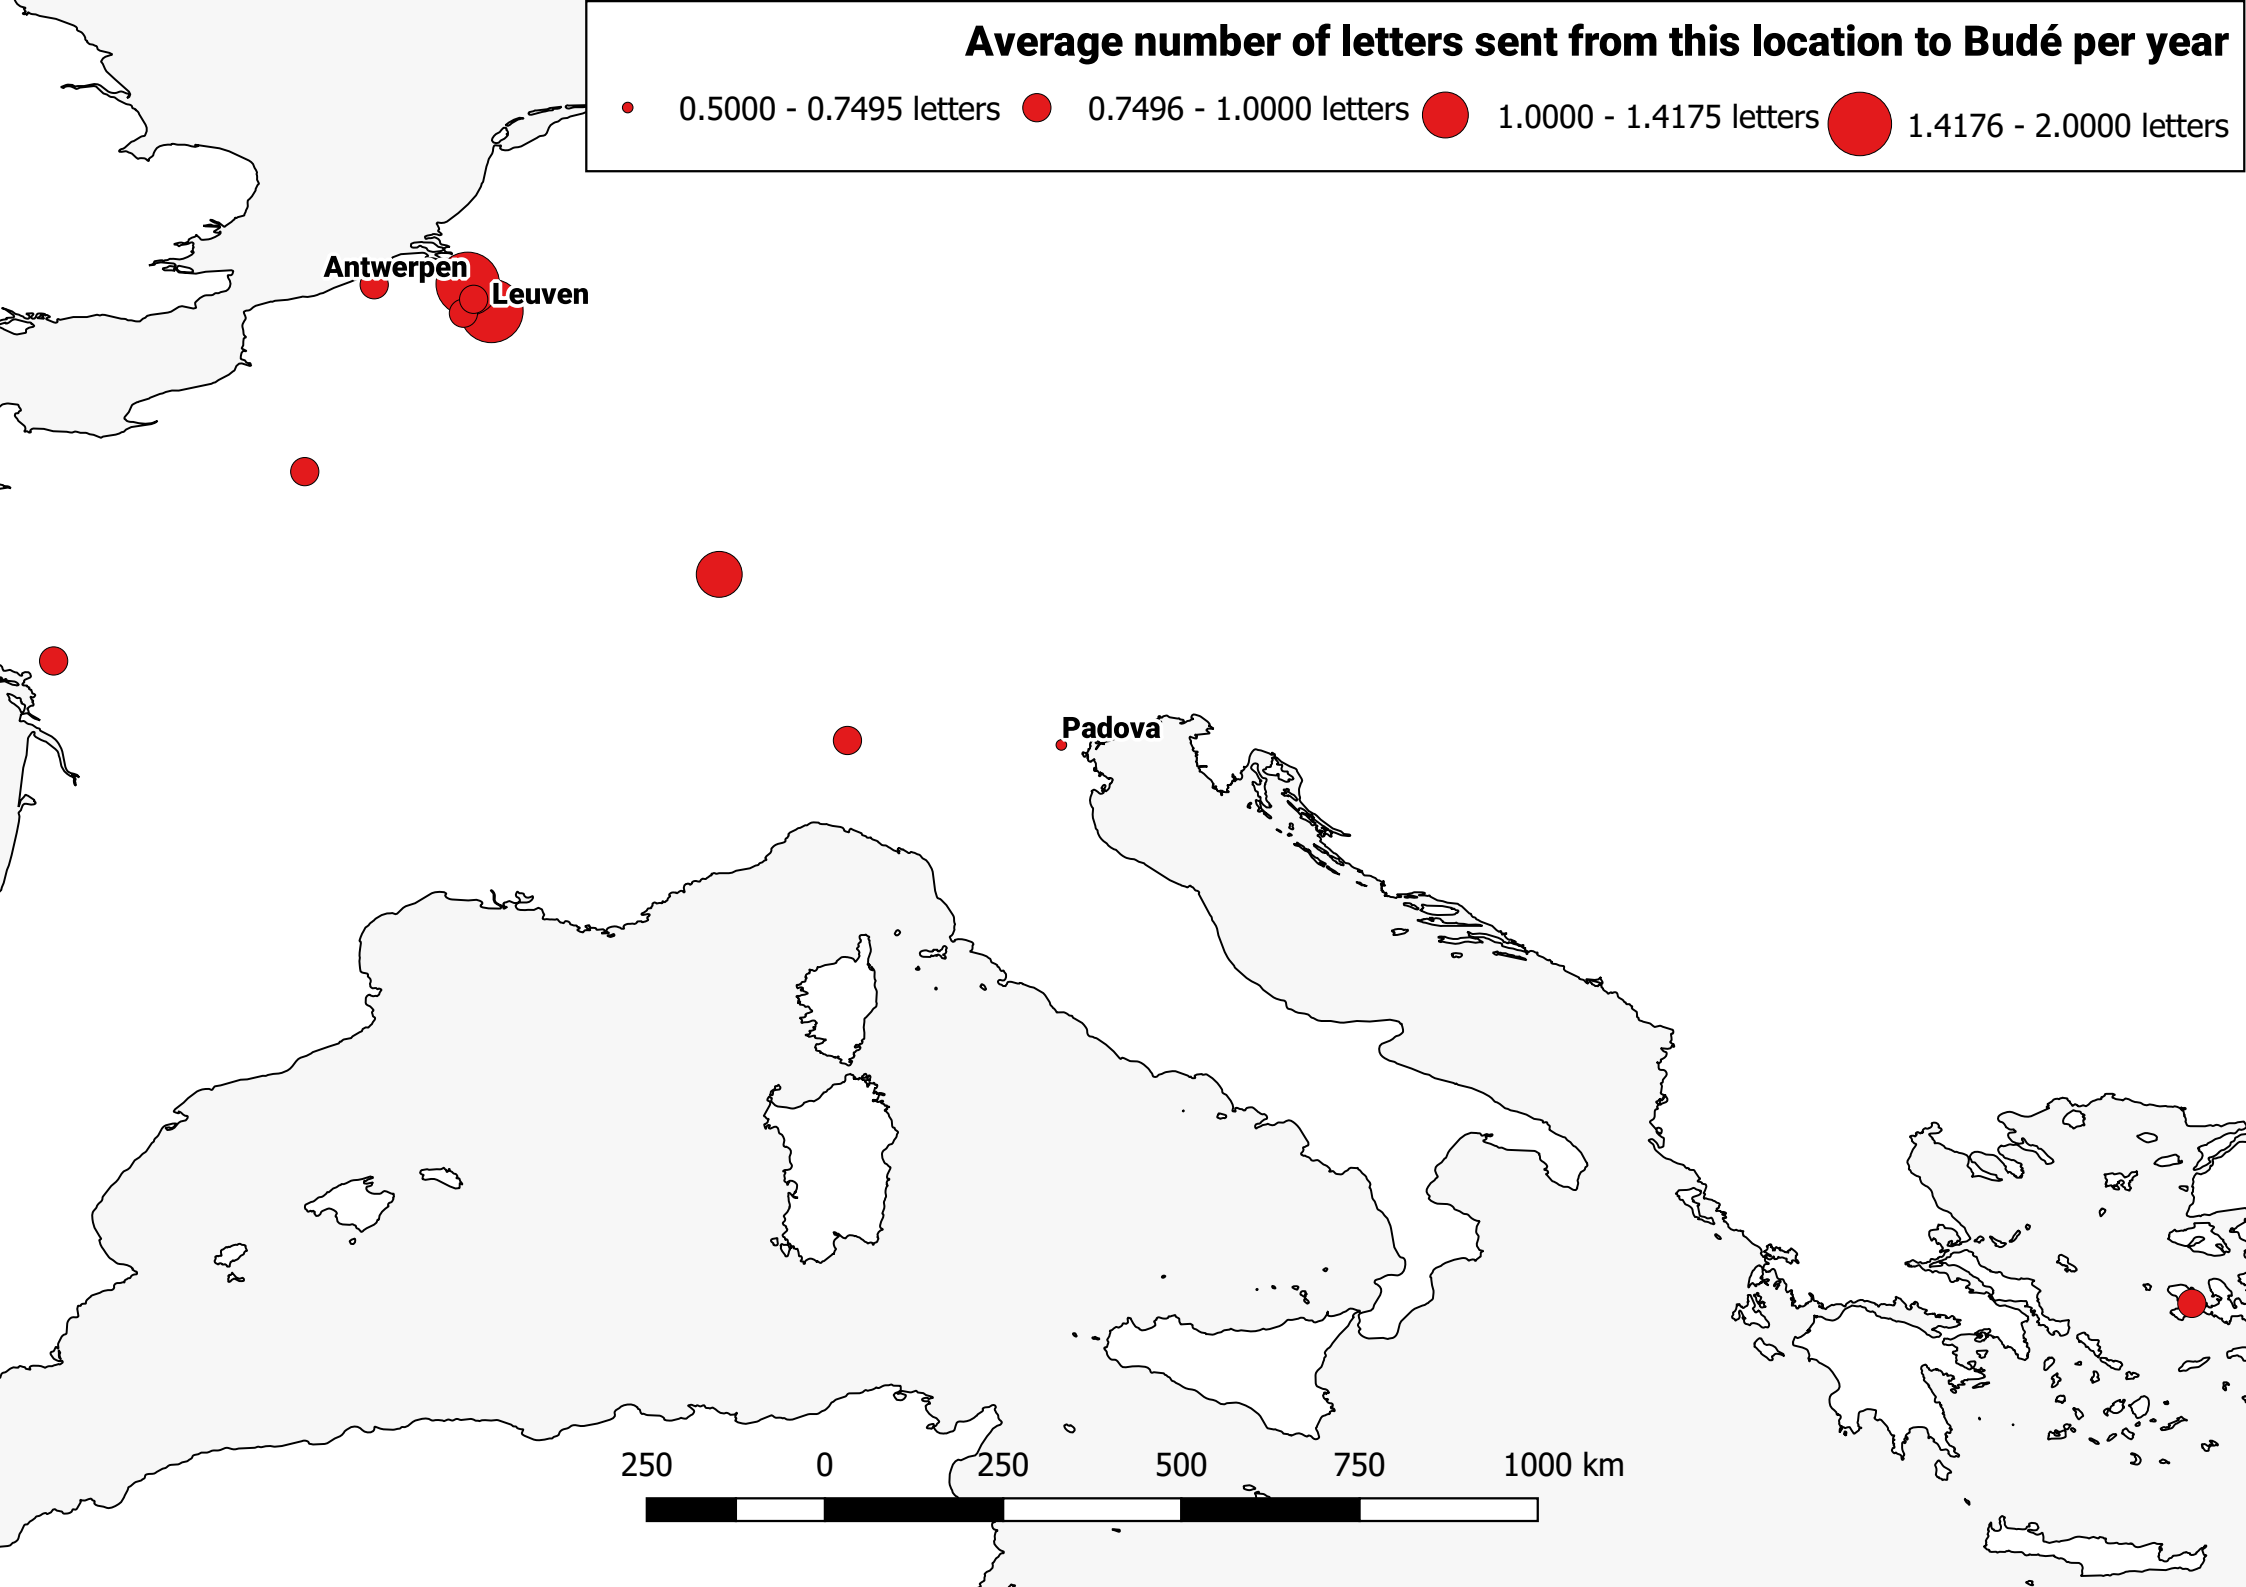 Average number of letters sent from this location to Budé per year
0.5000 - 0.7495 letters 0.7496 - 1.0000 letters 1.0000 - 1.4175 letters 1.4176 - 2.0000 letters
Antwerpen
Leuven
Padova
250 0 250 500 750 1000 km